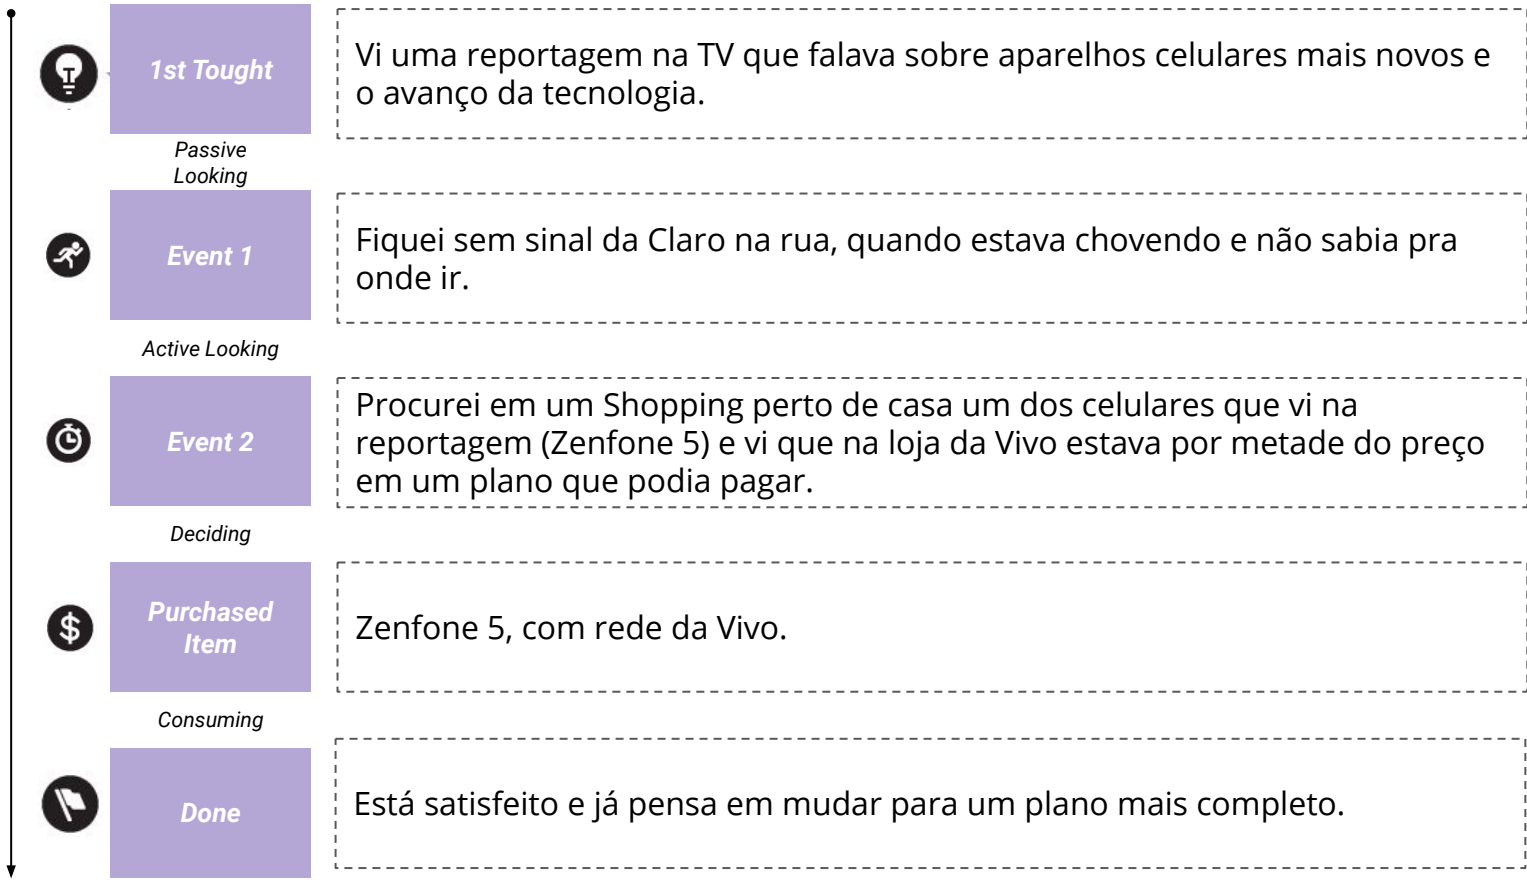 1st Tought
Vi uma reportagem na TV que falava sobre aparelhos celulares mais novos e
o avanço da tecnologia.
Passive
Looking
Event 1
Fiquei sem sinal da Claro na rua, quando estava chovendo e não sabia pra
onde ir.
Active Looking
Event 2
Procurei em um Shopping perto de casa um dos celulares que vi na
reportagem (Zenfone 5) e vi que na loja da Vivo estava por metade do preço
em um plano que podia pagar.
Deciding
Purchased
Item
Zenfone 5, com rede da Vivo.
Consuming
Done
Está satisfeito e já pensa em mudar para um plano mais completo.